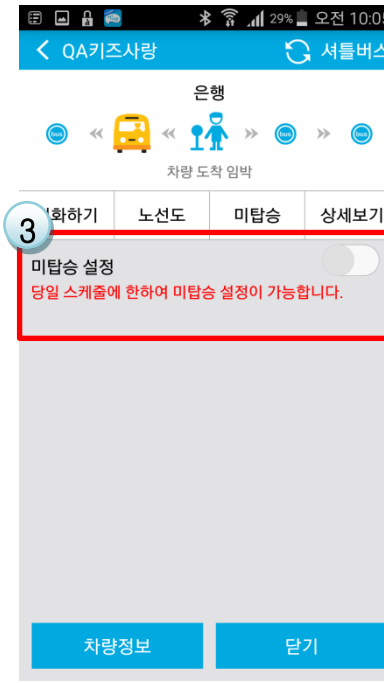 29% 오전 10:05
QA키즈사랑 셔틀버스
은행
bus bus bus
차량 도착 임박
화하기 노선도 미탑승 상세보기
3
미탑승 설정
당일 스케줄에 한하여 미탑승 설정이 가능합니다.
차량정보 닫기